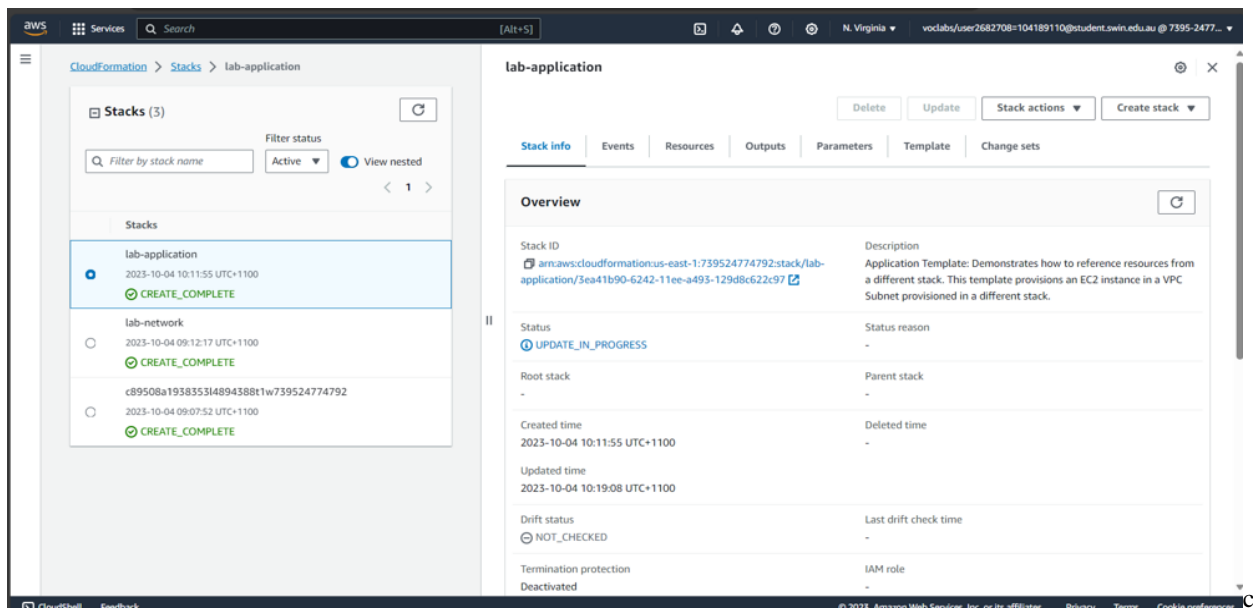 aws
Services
Search
[Alt+S]
N. Virginia
voclabs/user2682708=104189110@student.swin.edu.au @ 7395-2477...
CloudFormation > Stacks > lab-application
Stacks (3)
Filter status
Filter by stack name
Active
View nested
1
Stacks
lab-application
2023-10-04 10:11:55 UTC+1100
CREATE_COMPLETE
lab-network
2023-10-04 09:12:17 UTC+1100
CREATE_COMPLETE
c89508a1938353l4894388t1w739524774792
2023-10-04 09:07:52 UTC+1100
CREATE_COMPLETE
lab-application
Delete
Update
Stack actions
Create stack
Stack info
Events
Resources
Outputs
Parameters
Template
Change sets
Overview
Stack ID
arn:aws:cloudformation:us-east-1:739524774792:stack/lab-
application/3ea41b90-6242-11ee-a493-129d8c622c97
Description
Application Template: Demonstrates how to reference resources from
a different stack. This template provisions an EC2 instance in a VPC
Subnet provisioned in a different stack.
Status
UPDATE_IN_PROGRESS
Status reason
-
Root stack
-
Parent stack
-
Created time
2023-10-04 10:11:55 UTC+1100
Deleted time
-
Updated time
2023-10-04 10:19:08 UTC+1100
Drift status
NOT_CHECKED
Last drift check time
-
Termination protection
Deactivated
IAM role
-
CloudShell
Feedback
© 2023, Amazon Web Services, Inc. or its affiliates.
Privacy
Terms
Cookie preferences
c